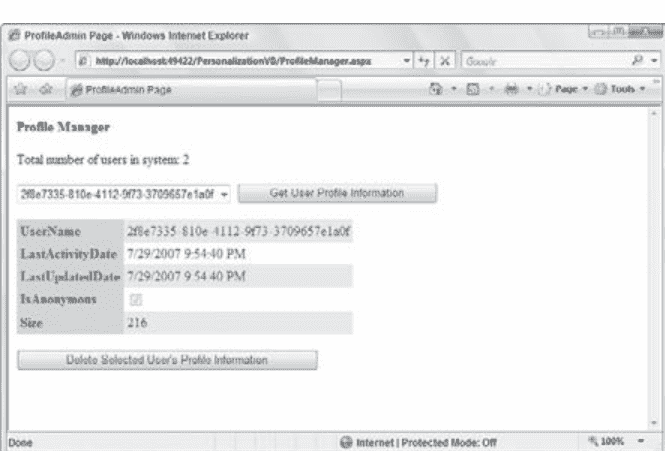 ProfileAdmin Page - Windows Internet Explorer
http://localhost:49422/PersonalizationVB/ProfileManager.aspx
Google
ProfileAdmin Page
Page
Tools
Profile Manager
Total number of users in system: 2
2f8e7335-810e-4112-9f73-3709657e1a0f
Get User Profile Information
UserName 2f8e7335-810e-4112-9f73-3709657e1a0f
LastActivityDate 7/29/2007 9:54:40 PM
LastUpdatedDate 7/29/2007 9:54:40 PM
IsAnonymous
Size 216
Delete Selected User's Profile Information
Done
Internet | Protected Mode: Off
100%